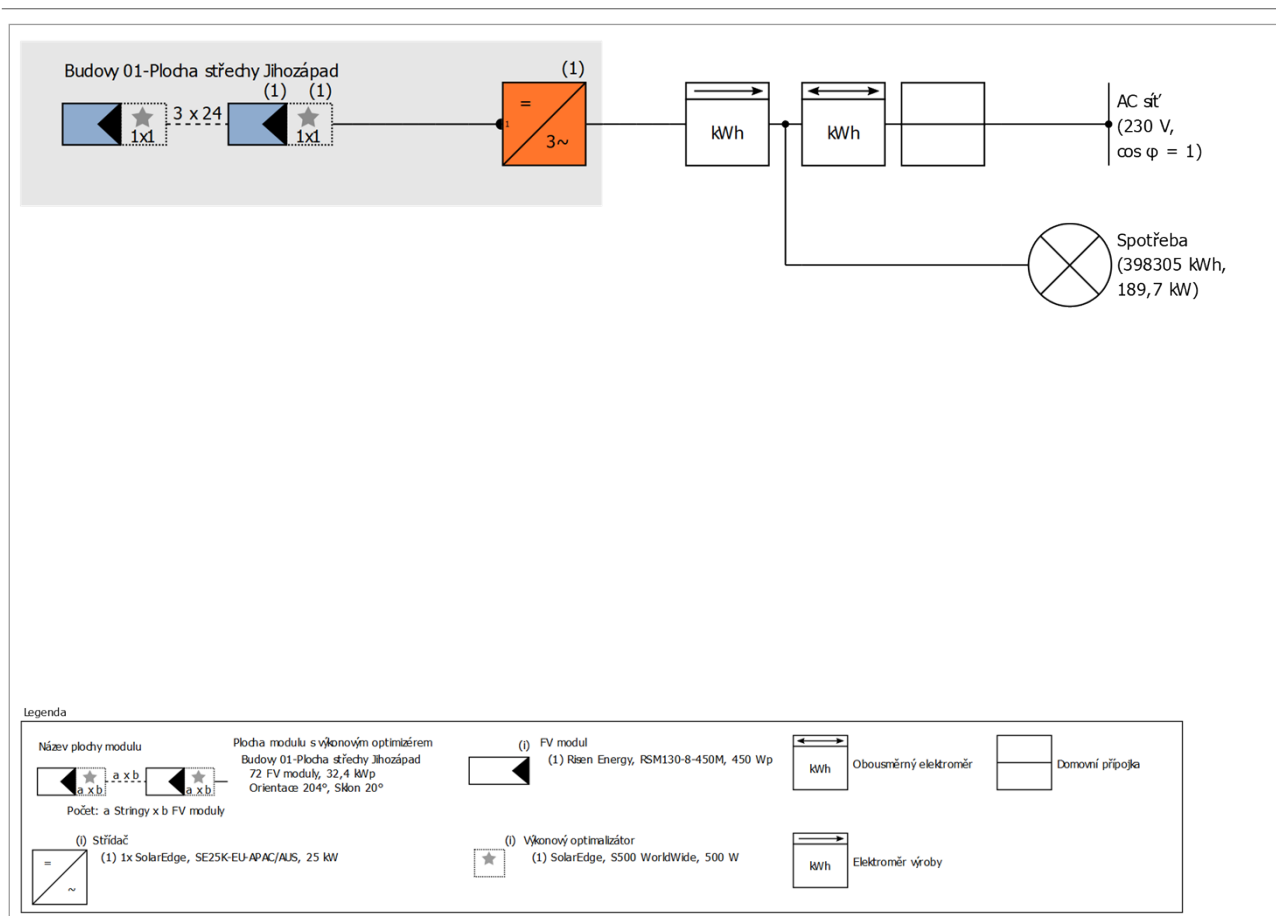 Budovy 01-Plocha střechy Jihozápad
(1) (1)
3 x 24
1x1
1x1
(1)
=
1
3~
kWh
kWh
AC síť
(230 V,
cos φ = 1)
Spotřeba
(398305 kWh,
189,7 kW)
Legenda
Název plochy modulu
a x b
a x b
a x b
Počet: a Stringy x b FV moduly
Plocha modulu s výkonovým optimizérem
Budovy 01-Plocha střechy Jihozápad
72 FV moduly, 32,4 kWp
Orientace 204°, Sklon 20°
(i) FV modul
(1) Risen Energy, RSM130-8-450M, 450 Wp
kWh
Obousměrný elektroměr
Domovní přípojka
(i) Střídač
(1) 1x SolarEdge, SE25K-EU-APAC/AUS, 25 kW
=
~
(i) Výkonový optimalizátor
(1) SolarEdge, S500 WorldWide, 500 W
kWh
Elektroměr výroby